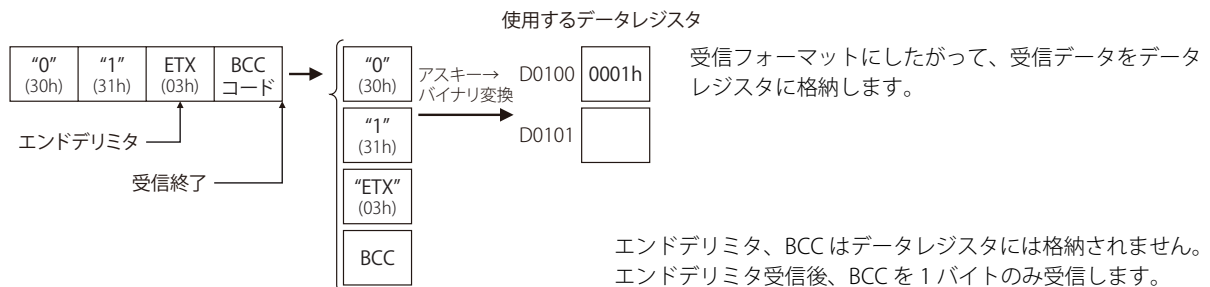 使用するデータレジスタ
“0”
(30h)
“1”
(31h)
ETX
(03h)
BCC
コード
エンドデリミタ
受信終了
“0”
(30h)
“1”
(31h)
“ETX”
(03h)
BCC
アスキー→
バイナリ変換
D0100
0001h
D0101
受信フォーマットにしたがって、受信データをデータ
レジスタに格納します。
エンドデリミタ、BCC はデータレジスタには格納されません。
エンドデリミタ受信後、BCC を 1 バイトのみ受信します。